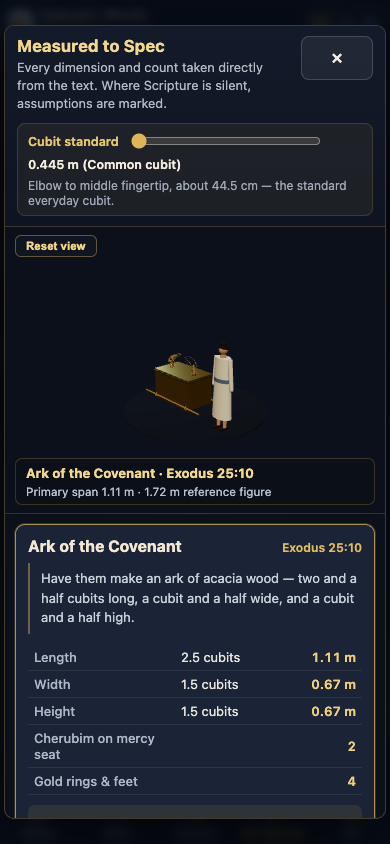 Measured to Spec
×
Every dimension and count taken directly
from the text. Where Scripture is silent,
assumptions are marked.
Cubit standard
0.445 m (Common cubit)
Elbow to middle fingertip, about 44.5 cm — the standard
everyday cubit.
Reset view
Ark of the Covenant · Exodus 25:10
Primary span 1.11 m · 1.72 m reference figure
Ark of the Covenant Exodus 25:10
Have them make an ark of acacia wood — two and a
half cubits long, a cubit and a half wide, and a cubit
and a half high.
Length 2.5 cubits 1.11 m
Width 1.5 cubits 0.67 m
Height 1.5 cubits 0.67 m
Cherubim on mercy
seat 2
Gold rings & feet 4